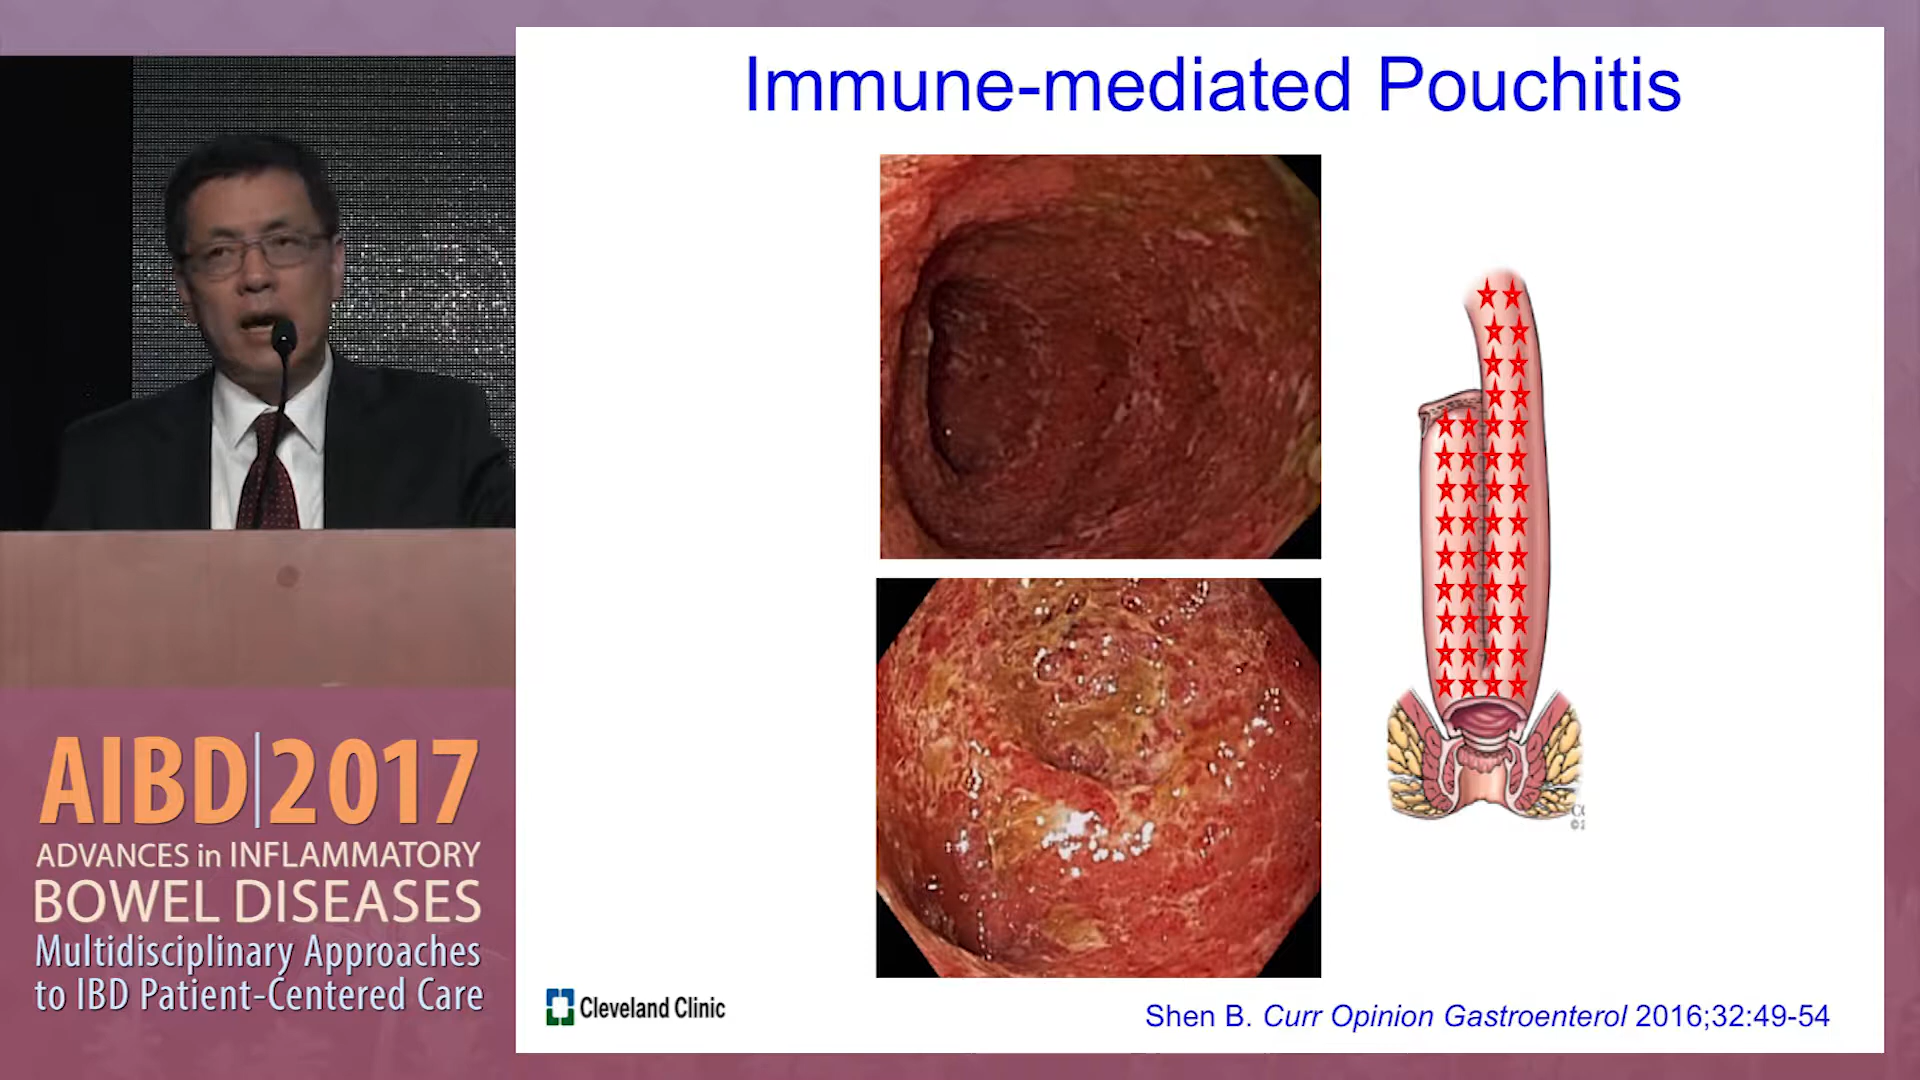 Immune-mediated Pouchitis
AIBD|2017
ADVANCES in INFLAMMATORY
BOWEL DISEASES
Multidisciplinary Approaches
to IBD Patient-Centered Care
Cleveland Clinic
Shen B. Curr Opinion Gastroenterol 2016;32:49-54